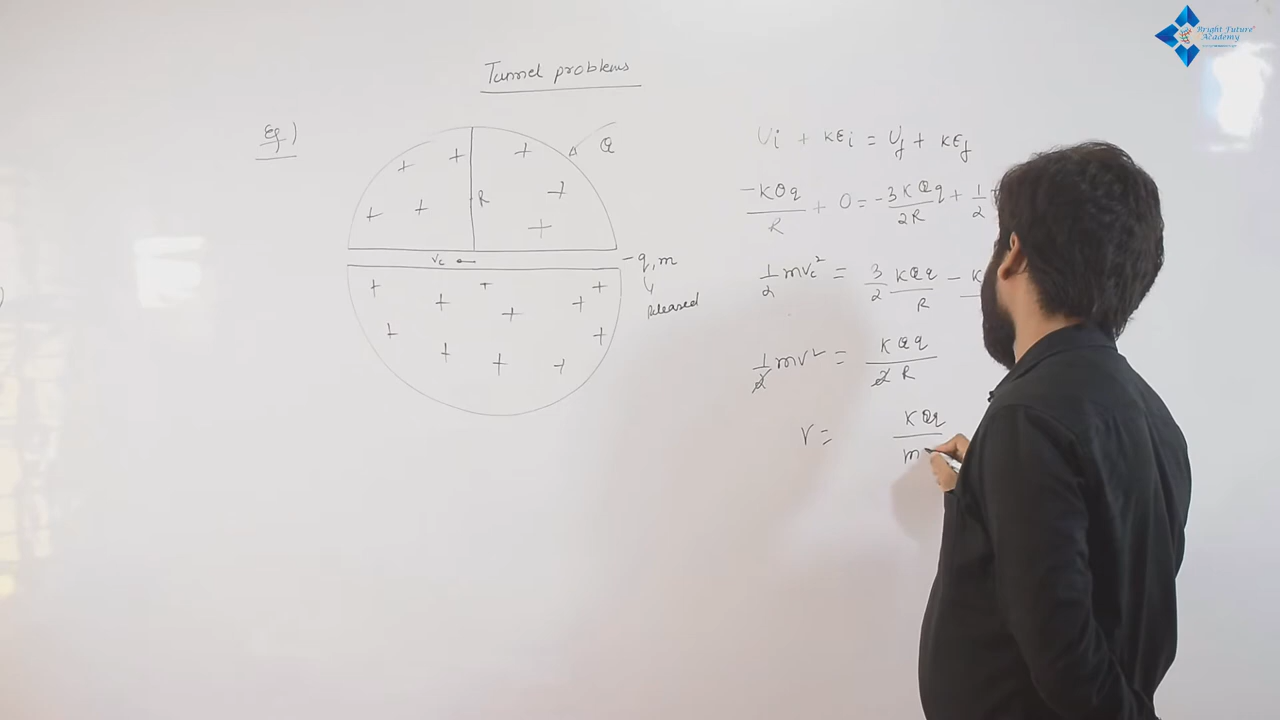 Bright Future
Academy
Tunnel problems
Eg)
Q
R
Vc
-q, m
released
Ui + KEi = Uf + KEf
-KQq/R + 0 = -3KQq/2R + 1/2
1/2 mVc² = 3/2 KQq/R - K
1/2 mv² = KQq/2R
V = KQq/m